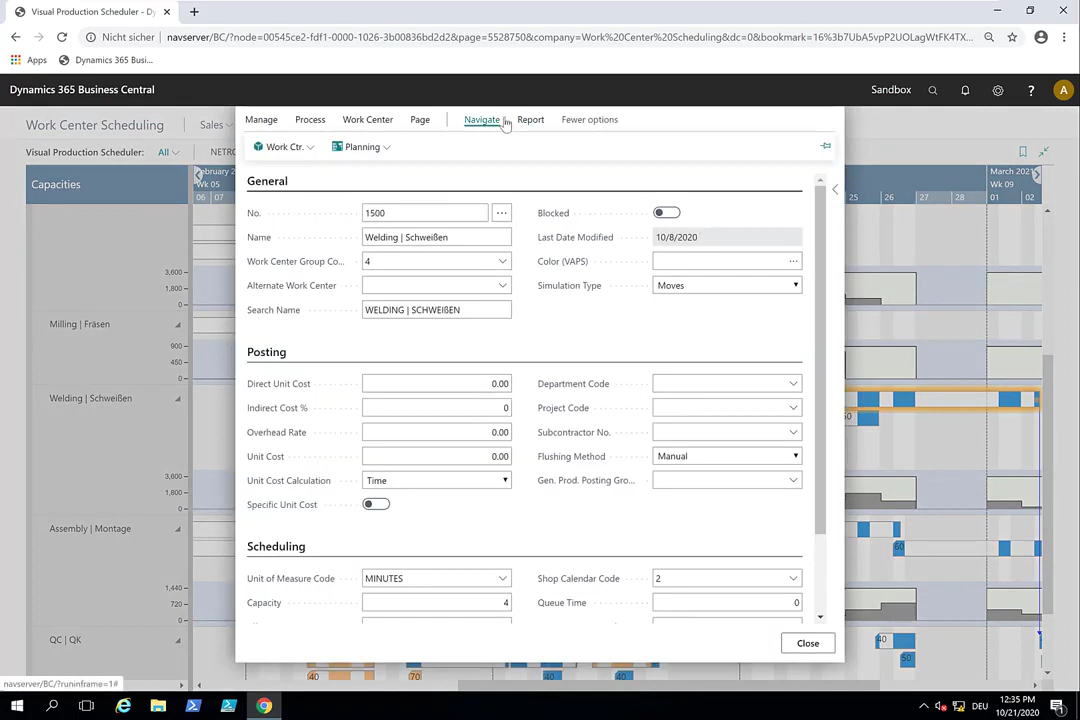 Visual Production Scheduler - D
Nicht sicher
navserver/BC/?node=00545ce2-fdf1-0000-1026-3b00836bd2d2&page=5528750&company=Work%20Center%20Scheduling&dc=0&bookmark=16%3b7UbA5vpP2UOLagWtFK4TX...
Apps
Dynamics 365 Busi...
Dynamics 365 Business Central
Sandbox
?
A
Work Center Scheduling
Sales
Visual Production Scheduler:
All
NETRO
Manage
Process
Work Center
Page
Navigate
Report
Fewer options
Work Ctr.
Planning
Capacities
Wk 05
06
07
March 2021
Wk 09
25
26
27
28
01
02
General
No.
1500
Blocked
Name
Welding | Schweißen
Last Date Modified
10/8/2020
Work Center Group Co...
4
Color (VAPS)
Alternate Work Center
Simulation Type
Moves
Search Name
WELDING | SCHWEIßEN
3,600
1,800
0
Milling | Fräsen
900
450
0
Welding | Schweißen
3,600
1,800
0
Assembly | Montage
60
1,440
720
0
QC | QK
40
50
Posting
Direct Unit Cost
0.00
Department Code
Indirect Cost %
0
Project Code
Overhead Rate
0.00
Subcontractor No.
Unit Cost
0.00
Flushing Method
Manual
Unit Cost Calculation
Time
Gen. Prod. Posting Gro...
Specific Unit Cost
Scheduling
Unit of Measure Code
MINUTES
Shop Calendar Code
2
Capacity
4
Queue Time
0
Close
40
70
40
40
navserver/BC/?runinframe=1#
DEU
12:35 PM
10/21/2020